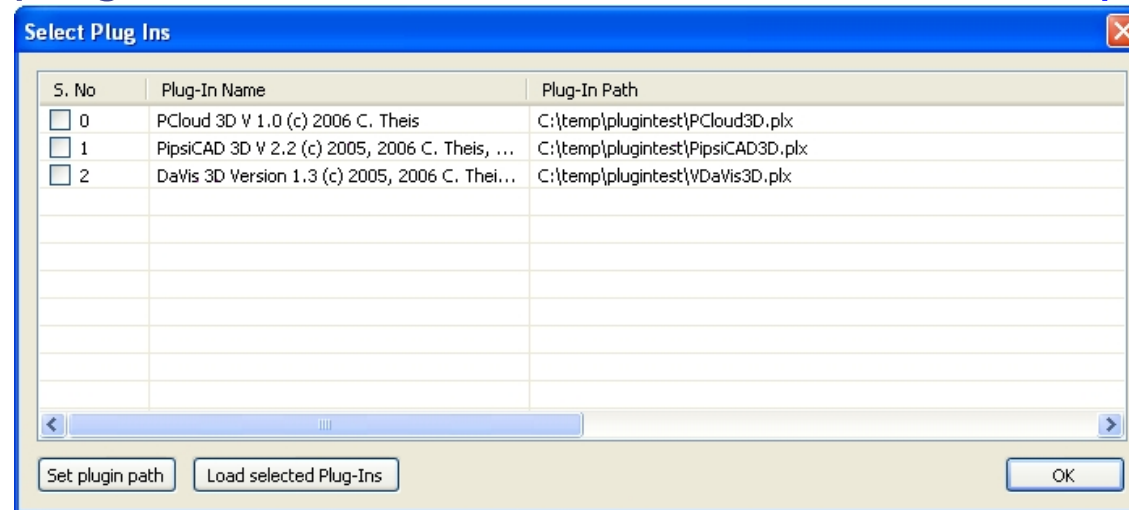 Select Plug Ins
S. No Plug-In Name Plug-In Path
0 PCloud 3D V 1.0 (c) 2006 C. Theis C:\temp\plugintest\PCloud3D.plx
1 PipsiCAD 3D V 2.2 (c) 2005, 2006 C. Theis, ... C:\temp\plugintest\PipsiCAD3D.plx
2 DaVis 3D Version 1.3 (c) 2005, 2006 C. Thei... C:\temp\plugintest\VDaVis3D.plx
Set plugin path Load selected Plug-Ins OK